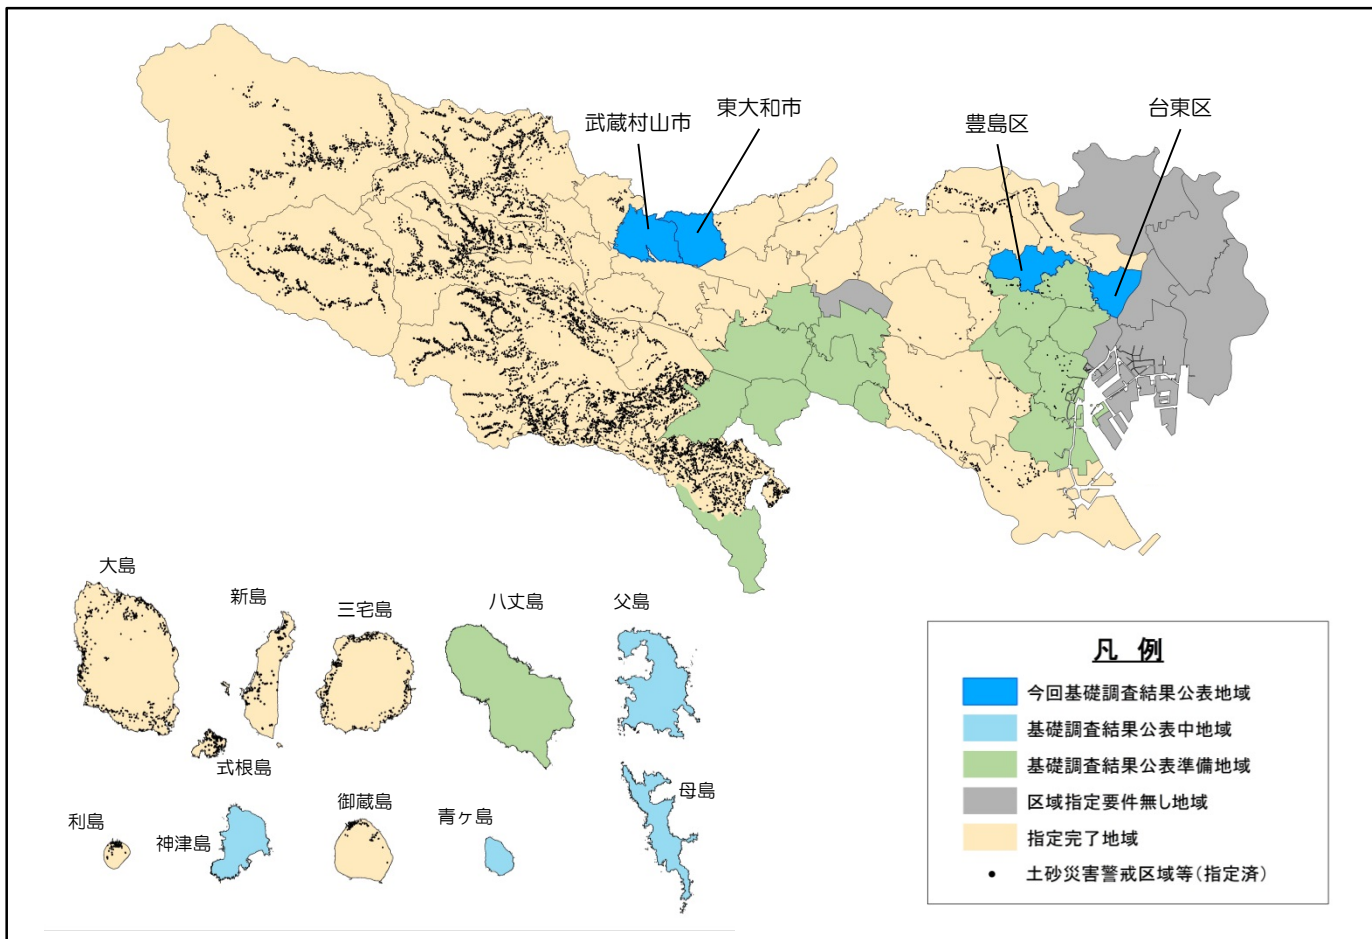 武蔵村山市
東大和市
豊島区
台東区
大島
新島
三宅島
八丈島
父島
式根島
利島
神津島
御蔵島
青ヶ島
母島
凡 例
今回基礎調査結果公表地域
基礎調査結果公表中地域
基礎調査結果公表準備地域
区域指定要件無し地域
指定完了地域
• 土砂災害警戒区域等（指定済）